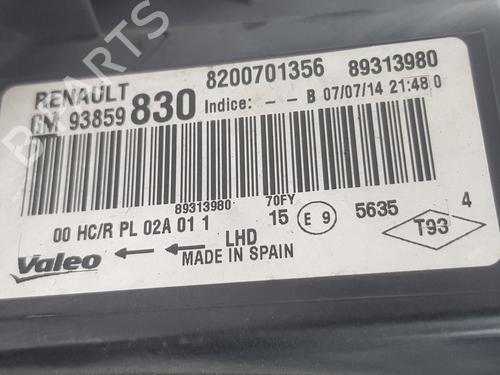 B PARTS
RENAULT 8200701356 89313980
GM 93859 830 Indice: - - B 07/07/14 21:48 0
89313980 70FY
00 HC/R PL 02A 01 1 15 E 9 5635 4
Valeo LHD T93
MADE IN SPAIN